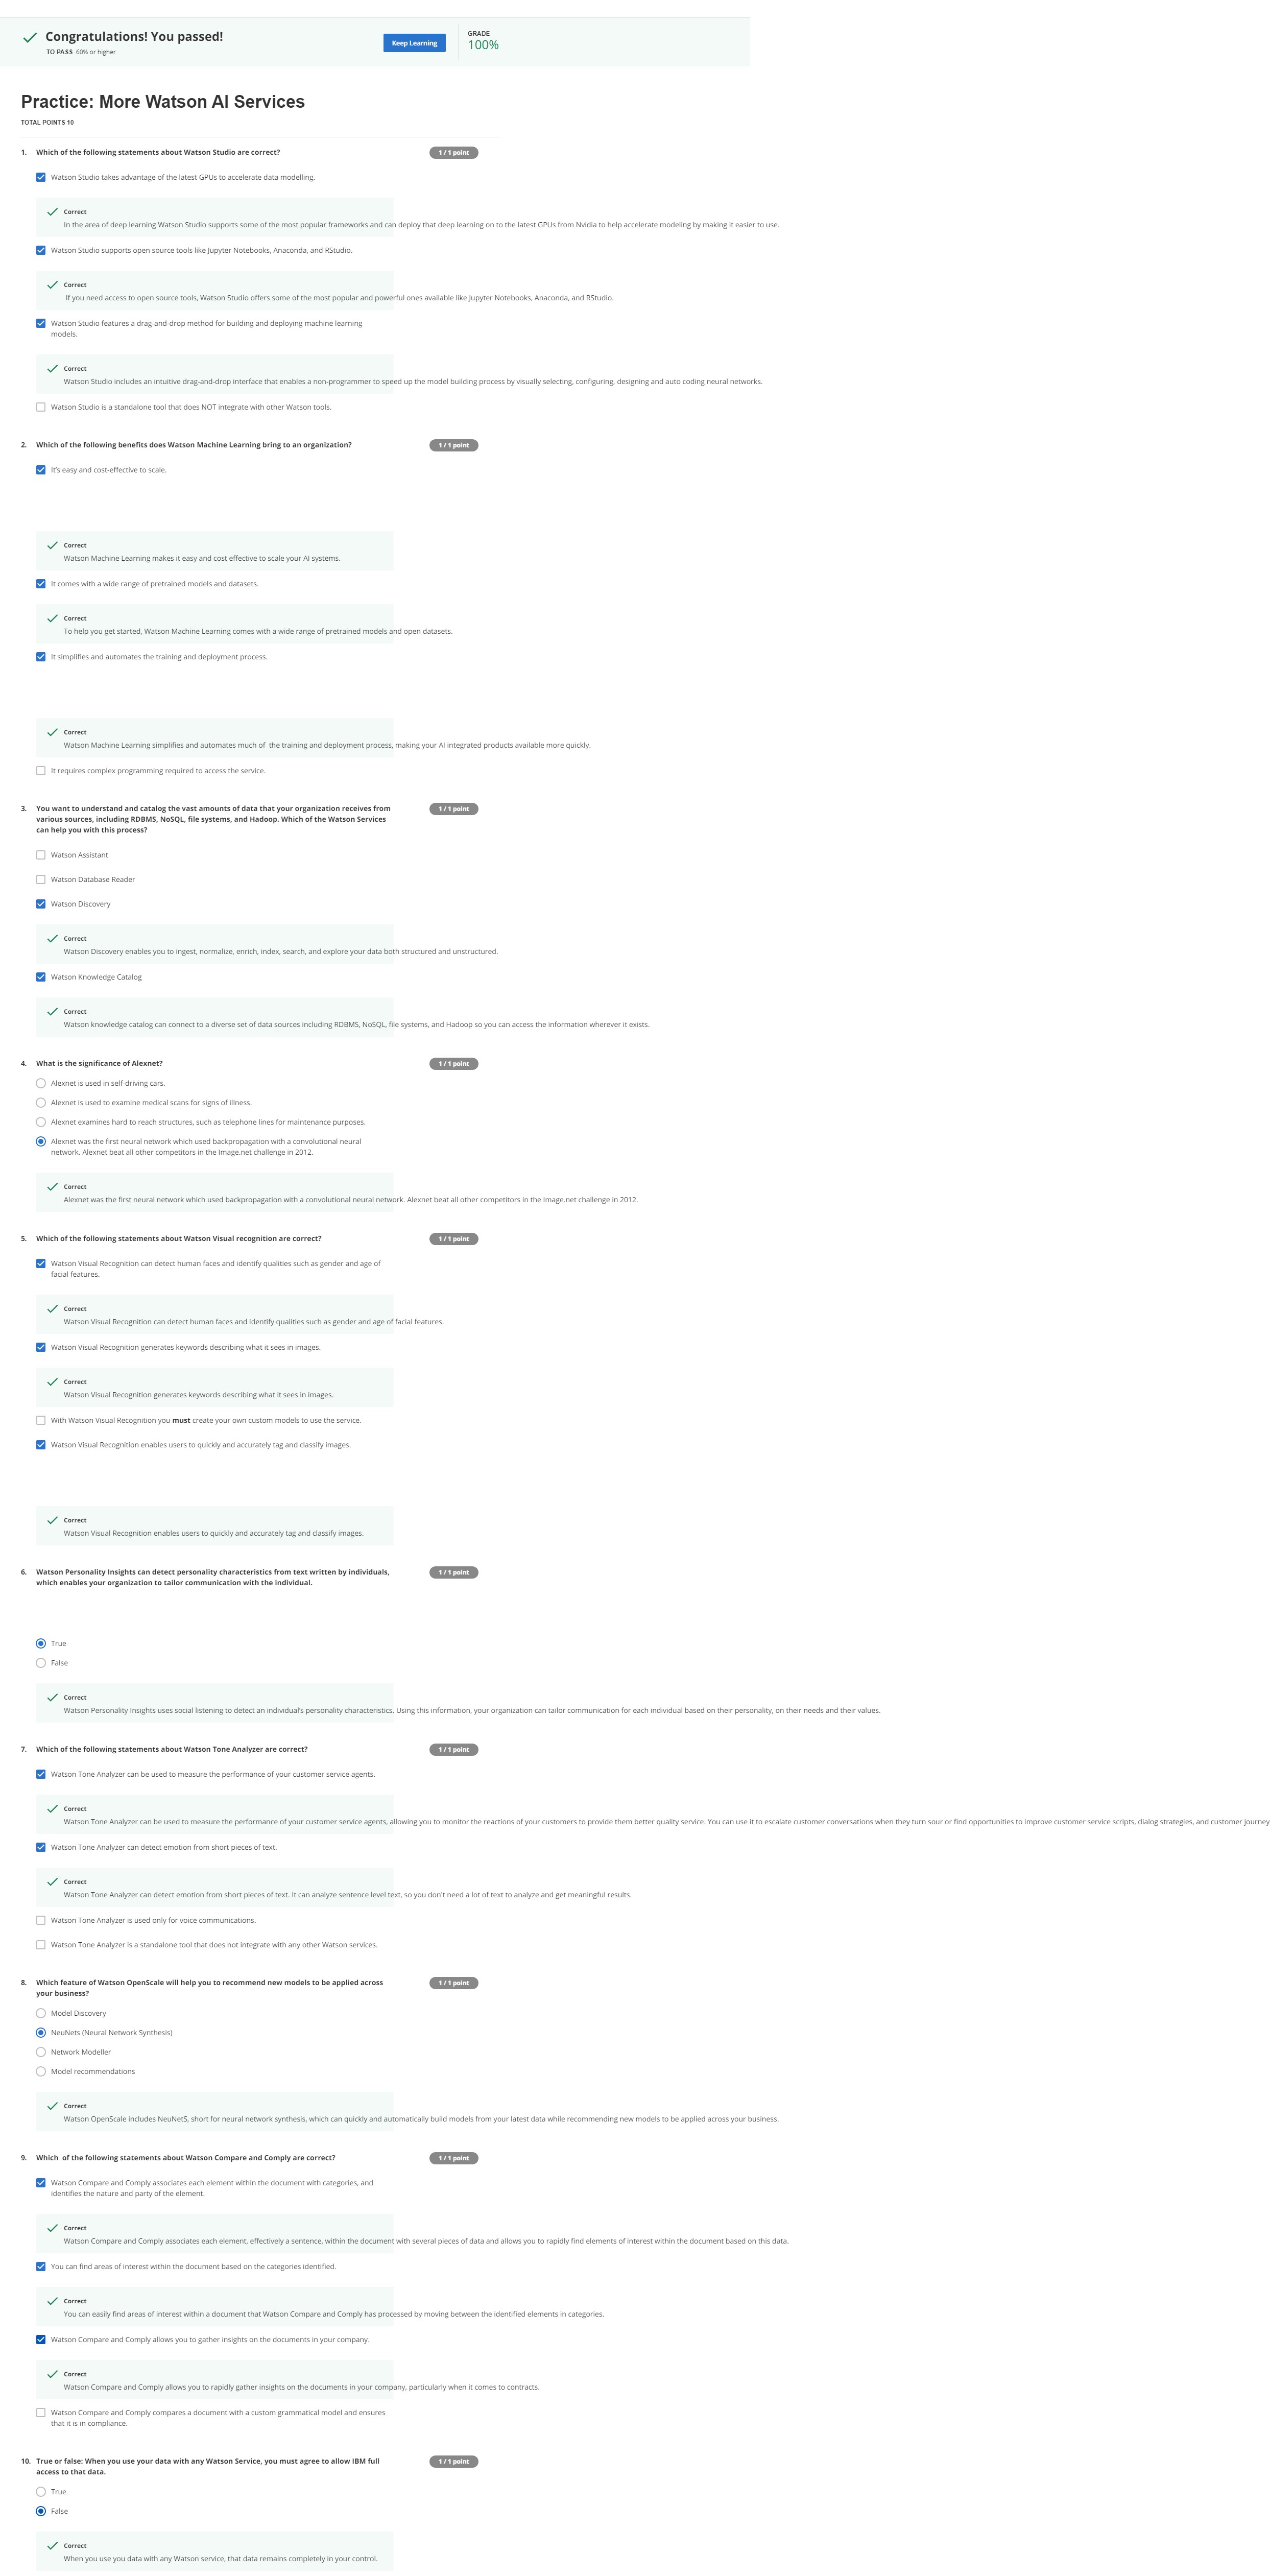 Congratulations! You passed!
TO PASS 60% or higher
Keep Learning
GRADE
100%
Practice: More Watson AI Services
TOTAL POINTS 10
1. Which of the following statements about Watson Studio are correct?
1 / 1 point
Watson Studio takes advantage of the latest GPUs to accelerate data modelling.
Correct
In the area of deep learning Watson Studio supports some of the most popular frameworks and can deploy that deep learning on to the latest GPUs from Nvidia to help accelerate modeling by making it easier to use.
Watson Studio supports open source tools like Jupyter Notebooks, Anaconda, and RStudio.
Correct
If you need access to open source tools, Watson Studio offers some of the most popular and powerful ones available like Jupyter Notebooks, Anaconda, and RStudio.
Watson Studio features a drag-and-drop method for building and deploying machine learning
models.
Correct
Watson Studio includes an intuitive drag-and-drop interface that enables a non-programmer to speed up the model building process by visually selecting, configuring, designing and auto coding neural networks.
Watson Studio is a standalone tool that does NOT integrate with other Watson tools.
2. Which of the following benefits does Watson Machine Learning bring to an organization?
1 / 1 point
It's easy and cost-effective to scale.
Correct
Watson Machine Learning makes it easy and cost effective to scale your AI systems.
It comes with a wide range of pretrained models and datasets.
Correct
To help you get started, Watson Machine Learning comes with a wide range of pretrained models and open datasets.
It simplifies and automates the training and deployment process.
Correct
Watson Machine Learning simplifies and automates much of the training and deployment process, making your AI integrated products available more quickly.
It requires complex programming required to access the service.
3. You want to understand and catalog the vast amounts of data that your organization receives from
various sources, including RDBMS, NoSQL, file systems, and Hadoop. Which of the Watson Services
can help you with this process?
1 / 1 point
Watson Assistant
Watson Database Reader
Watson Discovery
Correct
Watson Discovery enables you to ingest, normalize, enrich, index, search, and explore your data both structured and unstructured.
Watson Knowledge Catalog
Correct
Watson knowledge catalog can connect to a diverse set of data sources including RDBMS, NoSQL, file systems, and Hadoop so you can access the information wherever it exists.
4. What is the significance of Alexnet?
1 / 1 point
Alexnet is used in self-driving cars.
Alexnet is used to examine medical scans for signs of illness.
Alexnet examines hard to reach structures, such as telephone lines for maintenance purposes.
Alexnet was the first neural network which used backpropagation with a convolutional neural
network. Alexnet beat all other competitors in the Image.net challenge in 2012.
Correct
Alexnet was the first neural network which used backpropagation with a convolutional neural network. Alexnet beat all other competitors in the Image.net challenge in 2012.
5. Which of the following statements about Watson Visual recognition are correct?
1 / 1 point
Watson Visual Recognition can detect human faces and identify qualities such as gender and age of
facial features.
Correct
Watson Visual Recognition can detect human faces and identify qualities such as gender and age of facial features.
Watson Visual Recognition generates keywords describing what it sees in images.
Correct
Watson Visual Recognition generates keywords describing what it sees in images.
With Watson Visual Recognition you must create your own custom models to use the service.
Watson Visual Recognition enables users to quickly and accurately tag and classify images.
Correct
Watson Visual Recognition enables users to quickly and accurately tag and classify images.
6. Watson Personality Insights can detect personality characteristics from text written by individuals,
which enables your organization to tailor communication with the individual.
1 / 1 point
True
False
Correct
Watson Personality Insights uses social listening to detect an individual's personality characteristics. Using this information, your organization can tailor communication for each individual based on their personality, on their needs and their values.
7. Which of the following statements about Watson Tone Analyzer are correct?
1 / 1 point
Watson Tone Analyzer can be used to measure the performance of your customer service agents.
Correct
Watson Tone Analyzer can be used to measure the performance of your customer service agents, allowing you to monitor the reactions of your customers to provide them better quality service. You can use it to escalate customer conversations when they turn sour or find opportunities to improve customer service scripts, dialog strategies, and customer journey
Watson Tone Analyzer can detect emotion from short pieces of text.
Correct
Watson Tone Analyzer can detect emotion from short pieces of text. It can analyze sentence level text, so you don't need a lot of text to analyze and get meaningful results.
Watson Tone Analyzer is used only for voice communications.
Watson Tone Analyzer is a standalone tool that does not integrate with any other Watson services.
8. Which feature of Watson OpenScale will help you to recommend new models to be applied across
your business?
1 / 1 point
Model Discovery
NeuNets (Neural Network Synthesis)
Network Modeller
Model recommendations
Correct
Watson OpenScale includes NeuNetS, short for neural network synthesis, which can quickly and automatically build models from your latest data while recommending new models to be applied across your business.
9. Which of the following statements about Watson Compare and Comply are correct?
1 / 1 point
Watson Compare and Comply associates each element within the document with categories, and
identifies the nature and party of the element.
Correct
Watson Compare and Comply associates each element, effectively a sentence, within the document with several pieces of data and allows you to rapidly find elements of interest within the document based on this data.
You can find areas of interest within the document based on the categories identified.
Correct
You can easily find areas of interest within a document that Watson Compare and Comply has processed by moving between the identified elements in categories.
Watson Compare and Comply allows you to gather insights on the documents in your company.
Correct
Watson Compare and Comply allows you to rapidly gather insights on the documents in your company, particularly when it comes to contracts.
Watson Compare and Comply compares a document with a custom grammatical model and ensures
that it is in compliance.
10. True or false: When you use your data with any Watson Service, you must agree to allow IBM full
access to that data.
1 / 1 point
True
False
Correct
When you use you data with any Watson service, that data remains completely in your control.